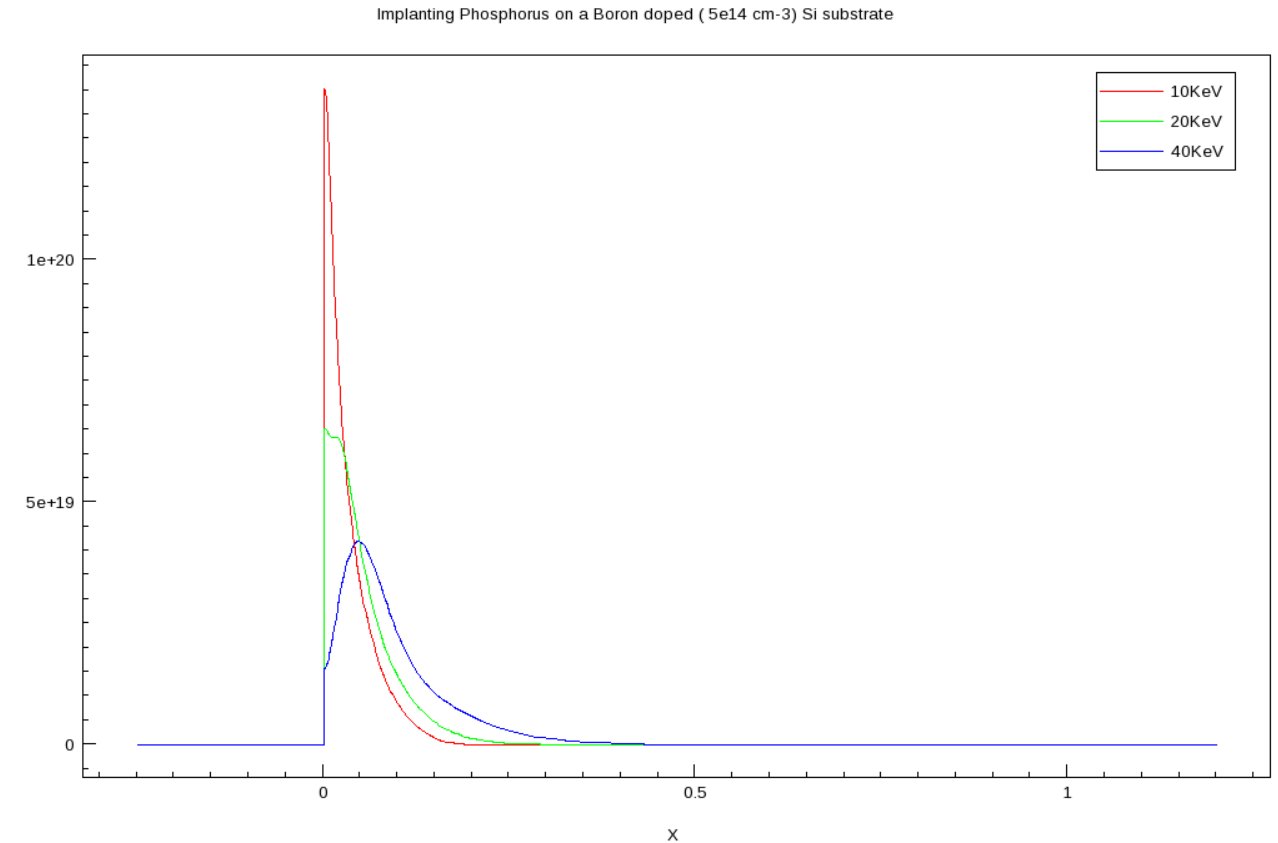 Implanting Phosphorus on a Boron doped ( 5e14 cm-3) Si substrate
10KeV
20KeV
40KeV
1e+20
5e+19
0
0
0.5
1
X